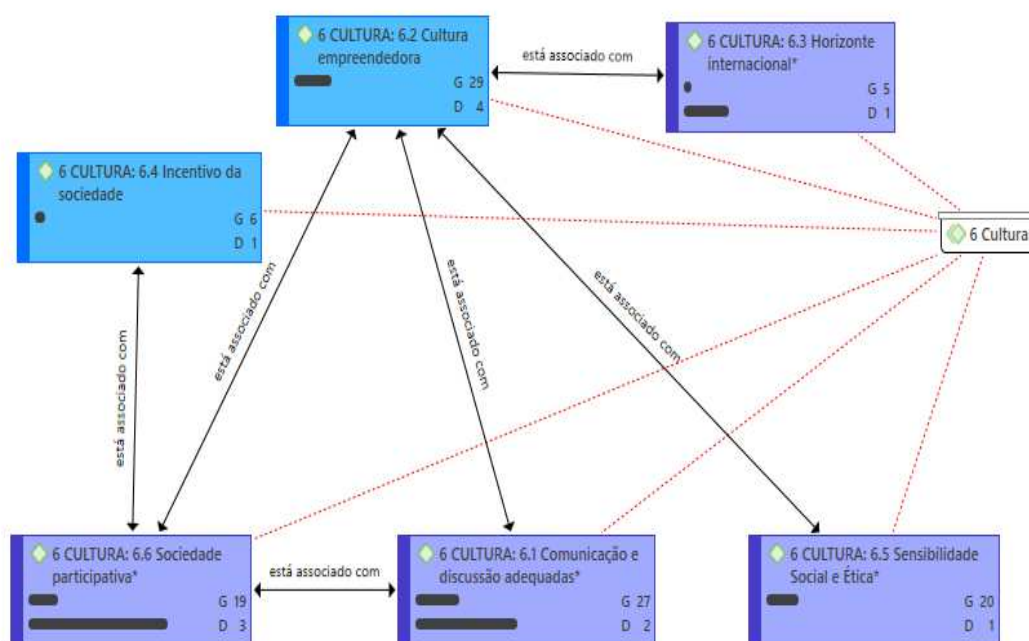 6 CULTURA: 6.2 Cultura
empreendedora
G 29
D 4
está associado com
6 CULTURA: 6.3 Horizonte
internacional*
G 5
D 1
6 CULTURA: 6.4 Incentivo da
sociedade
G 6
D 1
6 Cultura
está associado com
está associado com
está associado com
está associado com
6 CULTURA: 6.6 Sociedade
participativa*
G 19
D 3
está associado com
6 CULTURA: 6.1 Comunicação e
discussão adequadas*
G 27
D 2
6 CULTURA: 6.5 Sensibilidade
Social e Ética*
G 20
D 1